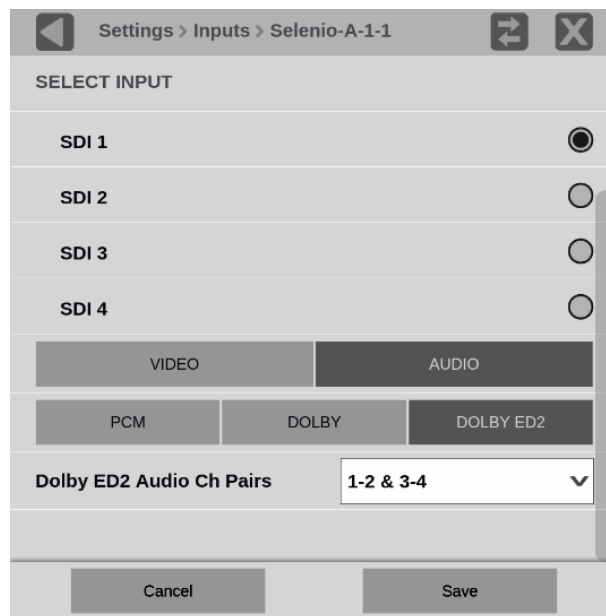 Settings > Inputs > Selenio-A-1-1
SELECT INPUT
SDI 1
SDI 2
SDI 3
SDI 4
VIDEO AUDIO
PCM DOLBY DOLBY ED2
Dolby ED2 Audio Ch Pairs 1-2 & 3-4
Cancel Save